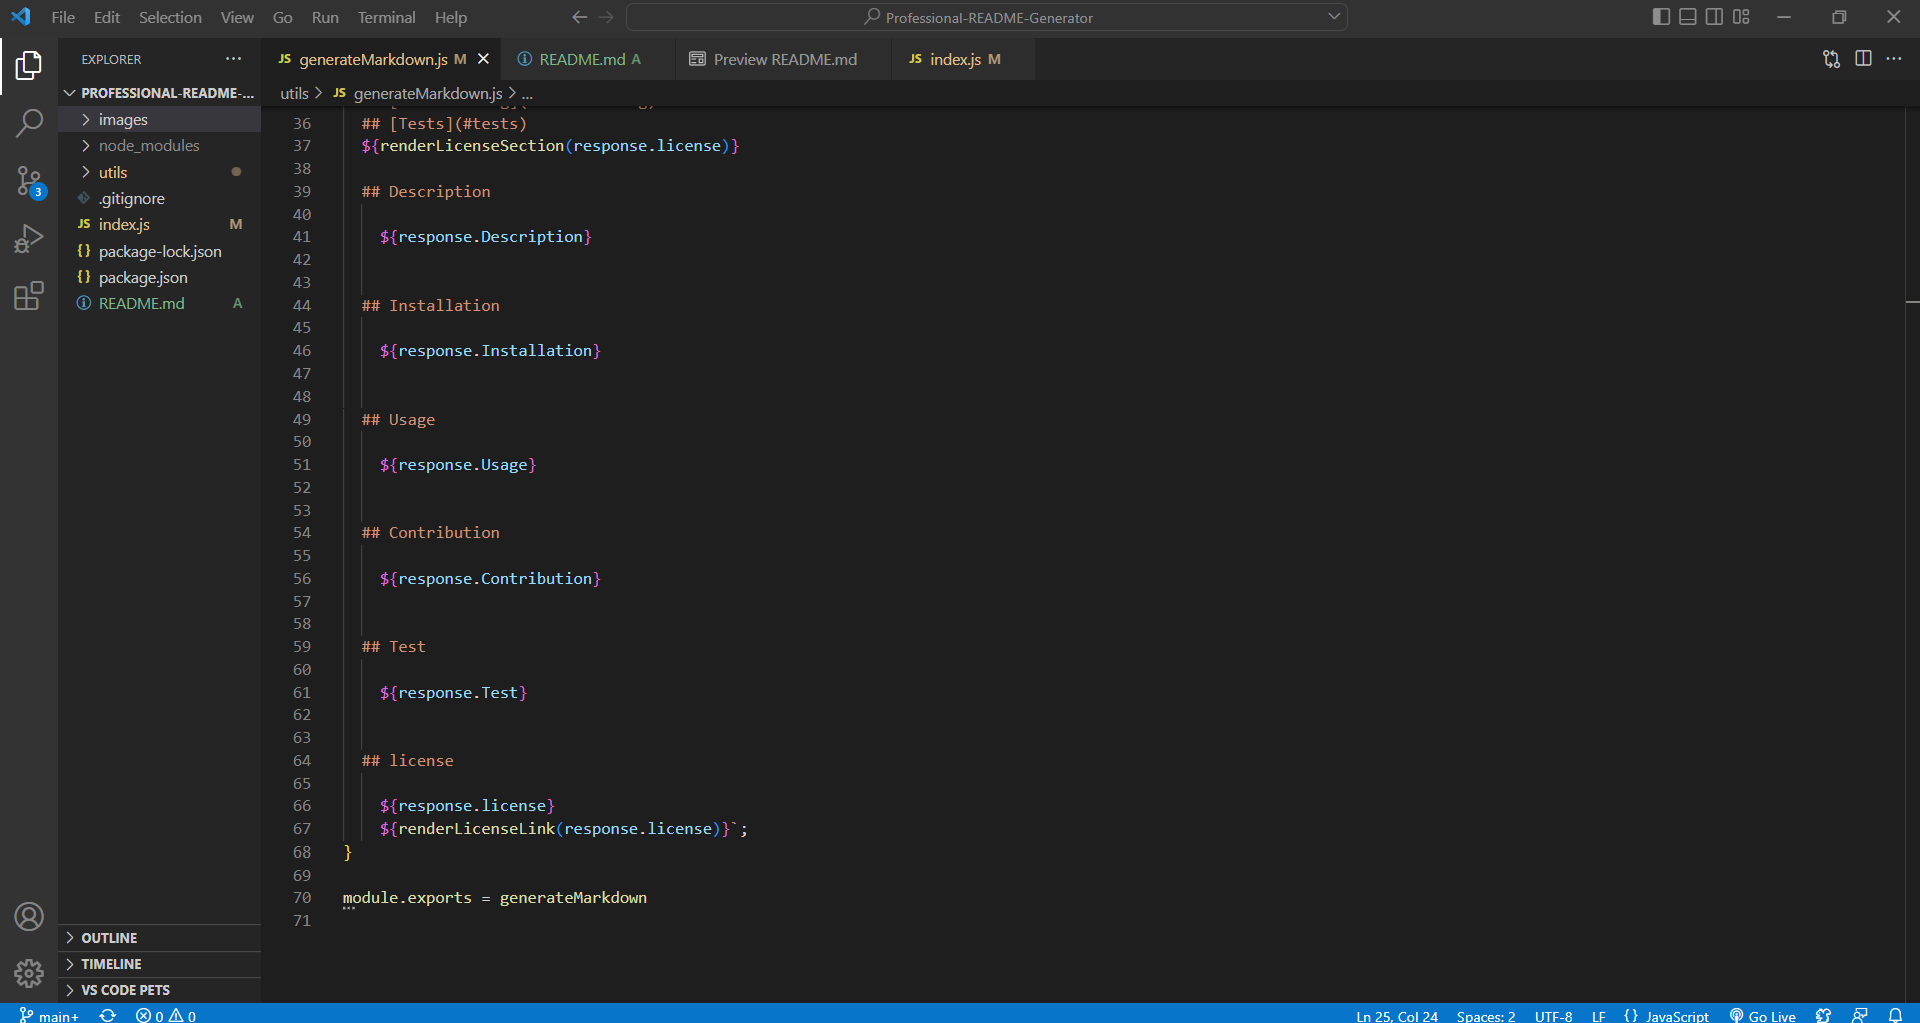 File Edit Selection View Go Run Terminal Help
Professional-README-Generator
EXPLORER
JS generateMarkdown.js M
README.md A
Preview README.md
JS index.js M
PROFESSIONAL-README-...
utils > JS generateMarkdown.js > ...
images
node_modules
utils
.gitignore
JS index.js M
{} package-lock.json
{} package.json
README.md A
36 ## [Tests](#tests)
37 ${renderLicenseSection(response.license)}
38
39 ## Description
40
41 ${response.Description}
42
43
44 ## Installation
45
46 ${response.Installation}
47
48
49 ## Usage
50
51 ${response.Usage}
52
53
54 ## Contribution
55
56 ${response.Contribution}
57
58
59 ## Test
60
61 ${response.Test}
62
63
64 ## license
65
66 ${response.license}
67 ${renderLicenseLink(response.license)}`;
68 }
69
70 module.exports = generateMarkdown
71
OUTLINE
TIMELINE
VS CODE PETS
3
main+ 0 0 Ln 25, Col 24 Spaces: 2 UTF-8 LF {} JavaScript Go Live